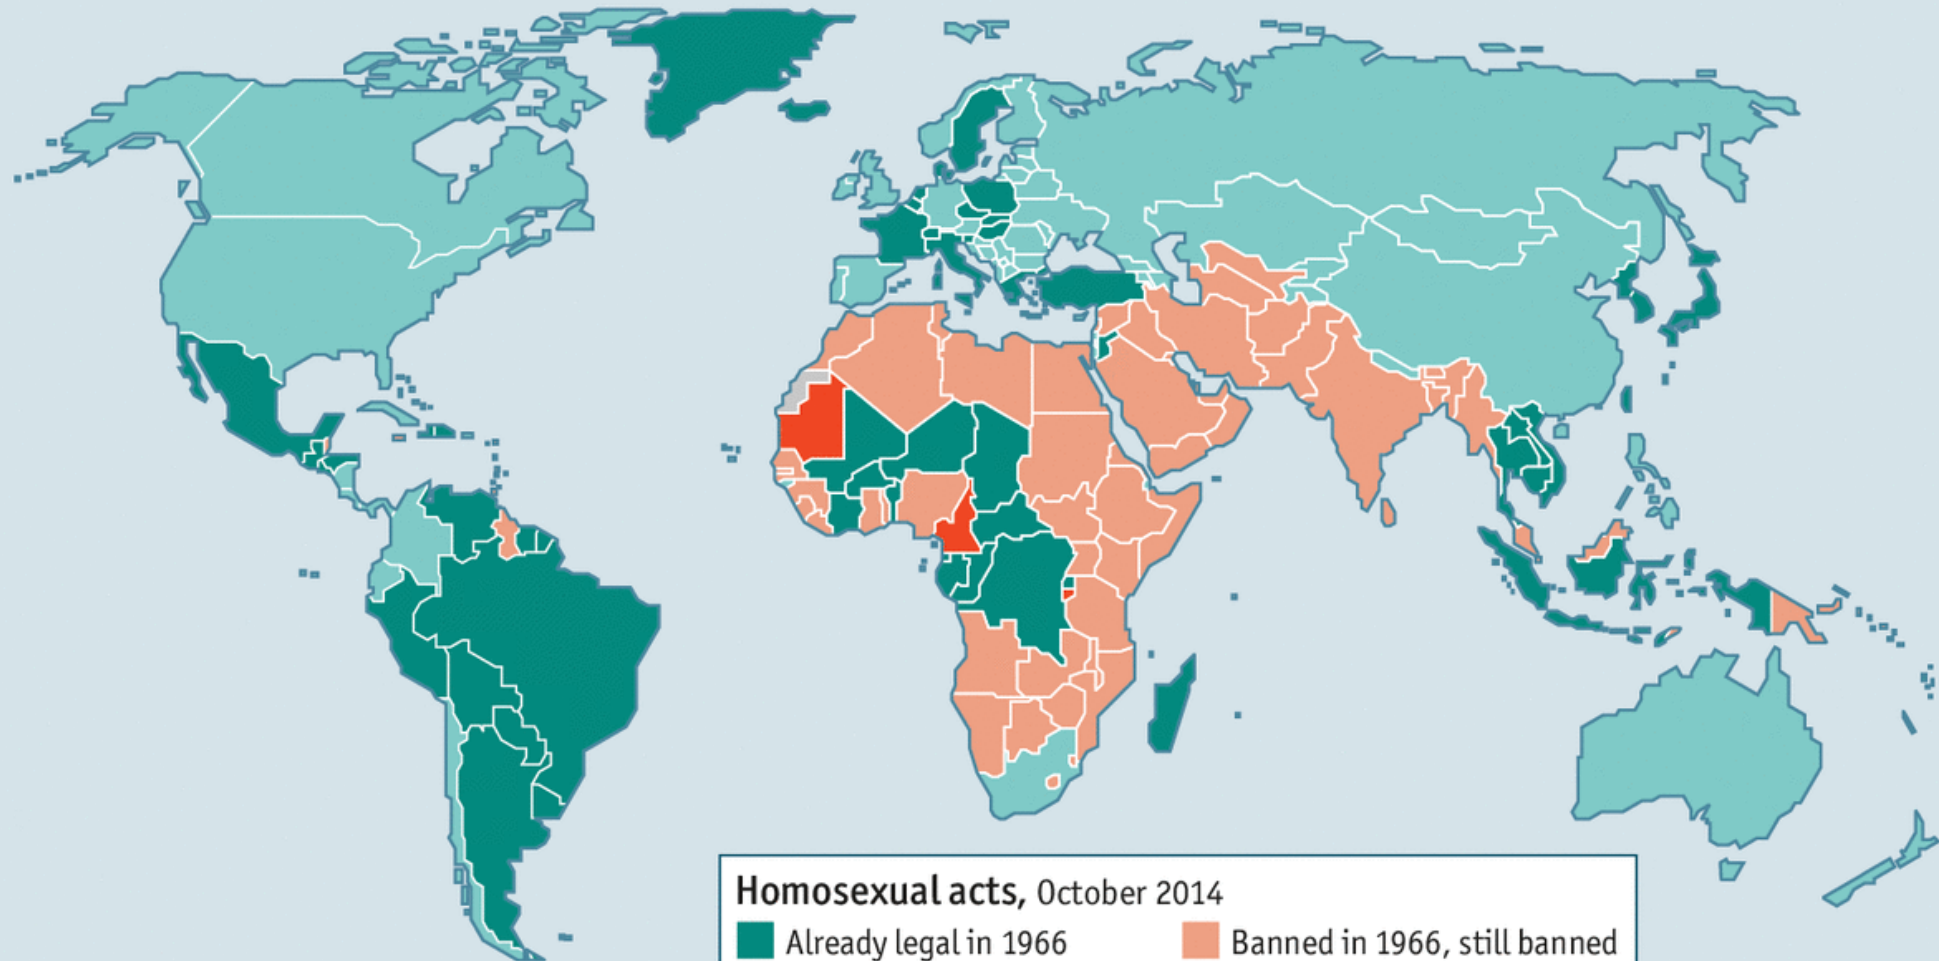 Homosexual acts, October 2014
Already legal in 1966
Banned in 1966, still banned